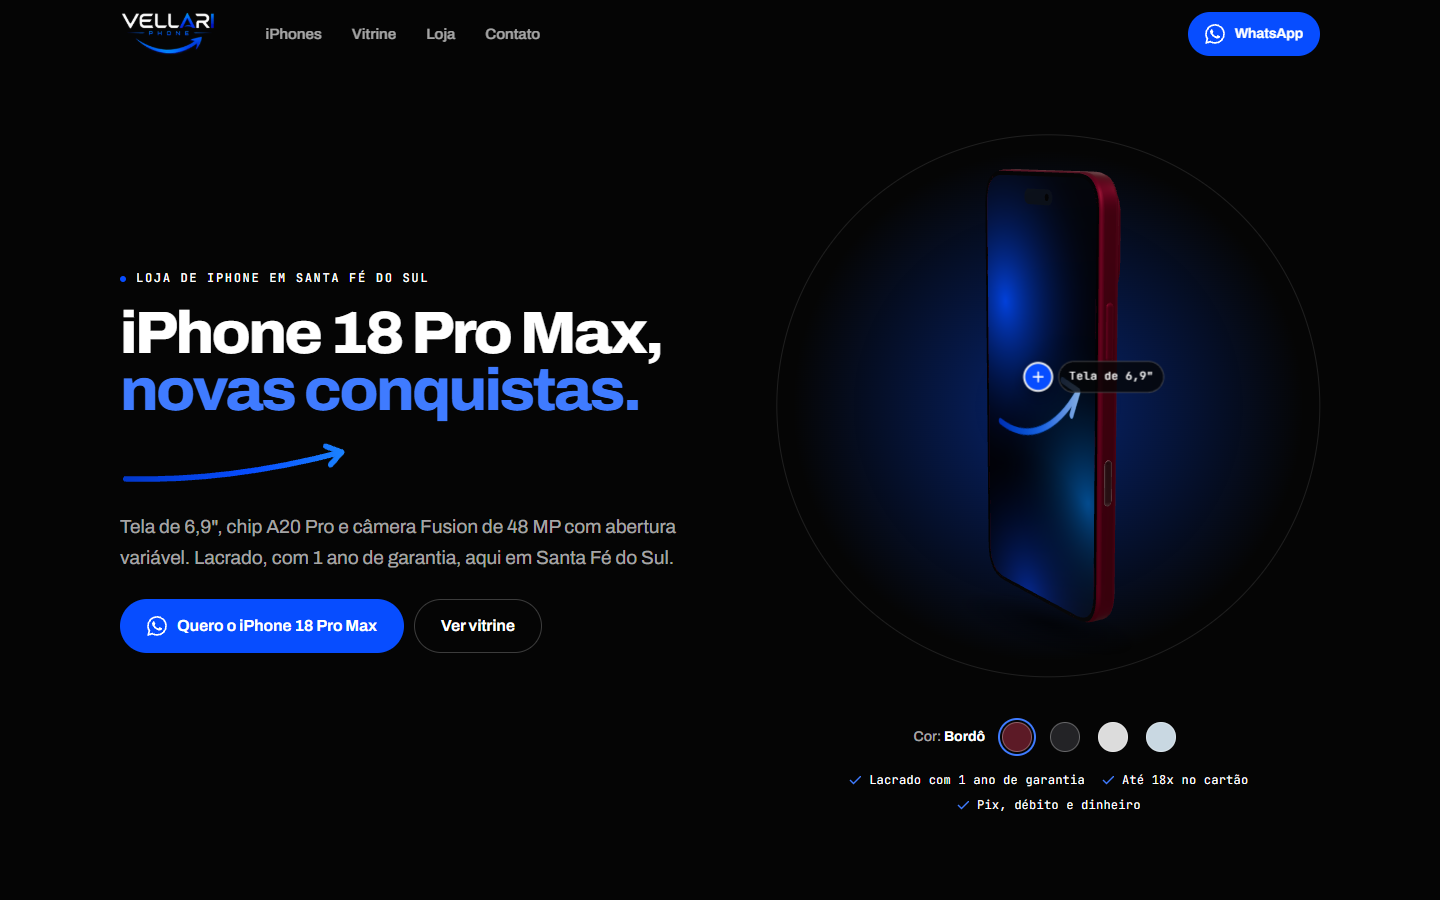 VELLARI
PHONE
iPhones
Vitrine
Loja
Contato
WhatsApp
LOJA DE IPHONE EM SANTA FÉ DO SUL
iPhone 18 Pro Max,
novas conquistas.
Tela de 6,9", chip A20 Pro e câmera Fusion de 48 MP com abertura
variável. Lacrado, com 1 ano de garantia, aqui em Santa Fé do Sul.
Quero o iPhone 18 Pro Max
Ver vitrine
Tela de 6,9"
Cor: Bordô
Lacrado com 1 ano de garantia
Até 18x no cartão
Pix, débito e dinheiro